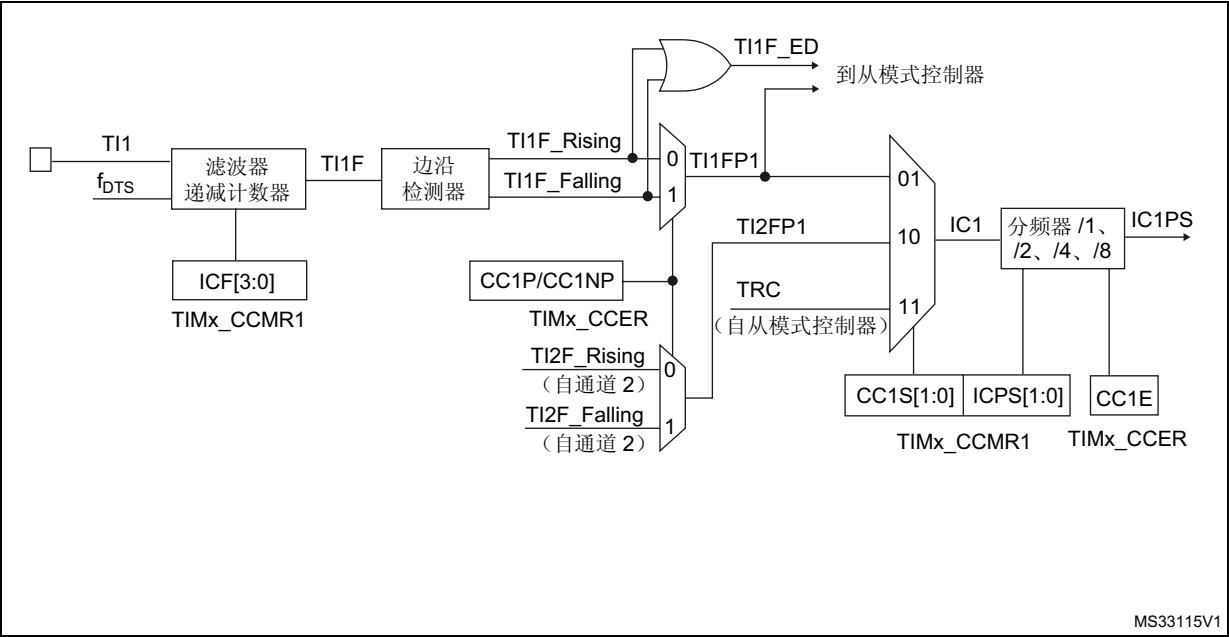 TI1F_ED
到从模式控制器
TI1
f_DTS
滤波器
递减计数器
TI1F
边沿
检测器
TI1F_Rising
TI1F_Falling
0
1
TI1FP1
TI2FP1
TRC
（自从模式控制器）
01
10
11
IC1
分频器 /1、
/2、/4、/8
IC1PS
ICF[3:0]
TIMx_CCMR1
CC1P/CC1NP
TIMx_CCER
TI2F_Rising
（自通道 2）
TI2F_Falling
（自通道 2）
0
1
CC1S[1:0]
ICPS[1:0]
TIMx_CCMR1
CC1E
TIMx_CCER
MS33115V1